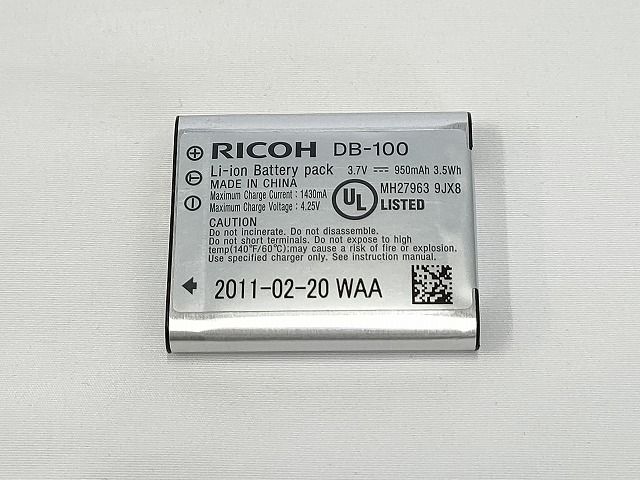 RICOH DB-100
Li-ion Battery pack 3.7V 950mAh 3.5Wh
MADE IN CHINA
Maximum Charge Current : 1430mA
Maximum Charge Voltage : 4.25V
UL
LISTED
MH27963 9JX8
CAUTION
Do not incinerate. Do not disassemble.
Do not short terminals. Do not expose to high
temp(140°F/60°C);may cause a risk of fire or explosion.
Use specified charger only. See instruction manual.
2011-02-20 WAA